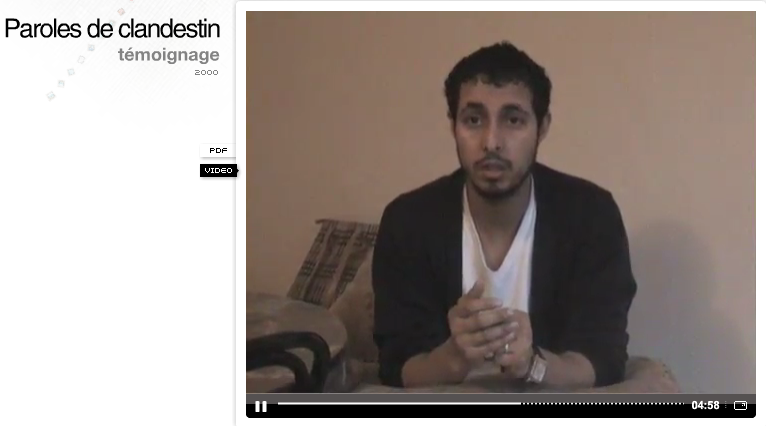 Paroles de clandestin
témoignage
2000
PDF
VIDEO
04:58